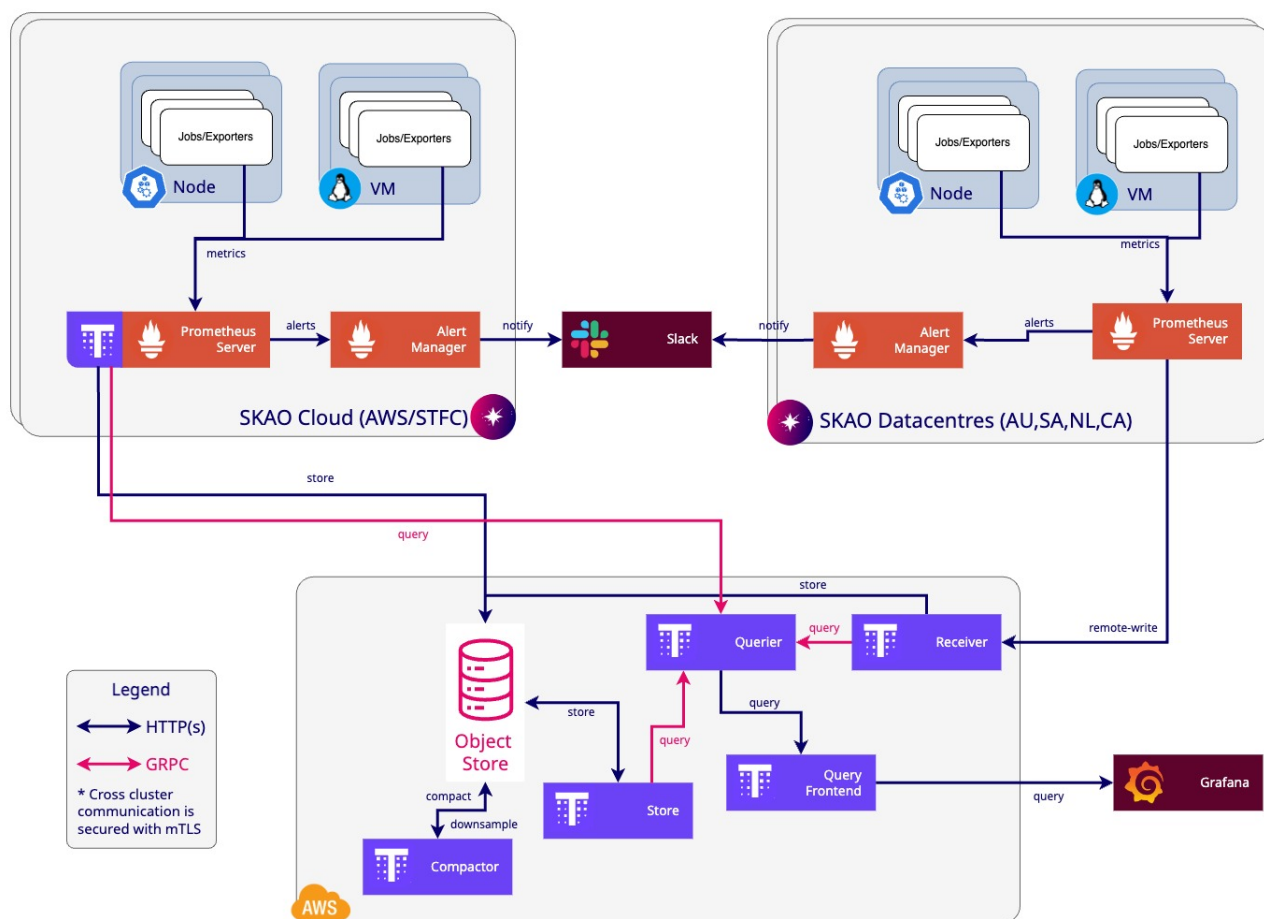 Jobs/Exporters
Node
Jobs/Exporters
VM
metrics
Prometheus
Server
alerts
Alert
Manager
notify
SKAO Cloud (AWS/STFC)
Slack
Jobs/Exporters
Node
Jobs/Exporters
VM
metrics
notify
Alert
Manager
alerts
Prometheus
Server
SKAO Datacentres (AU,SA,NL,CA)
store
query
store
remote-write
Querier
query
Receiver
Object
Store
store
query
query
Store
Query
Frontend
query
Grafana
compact
downsample
Compactor
AWS
Legend
HTTP(s)
GRPC
* Cross cluster
communication is
secured with mTLS